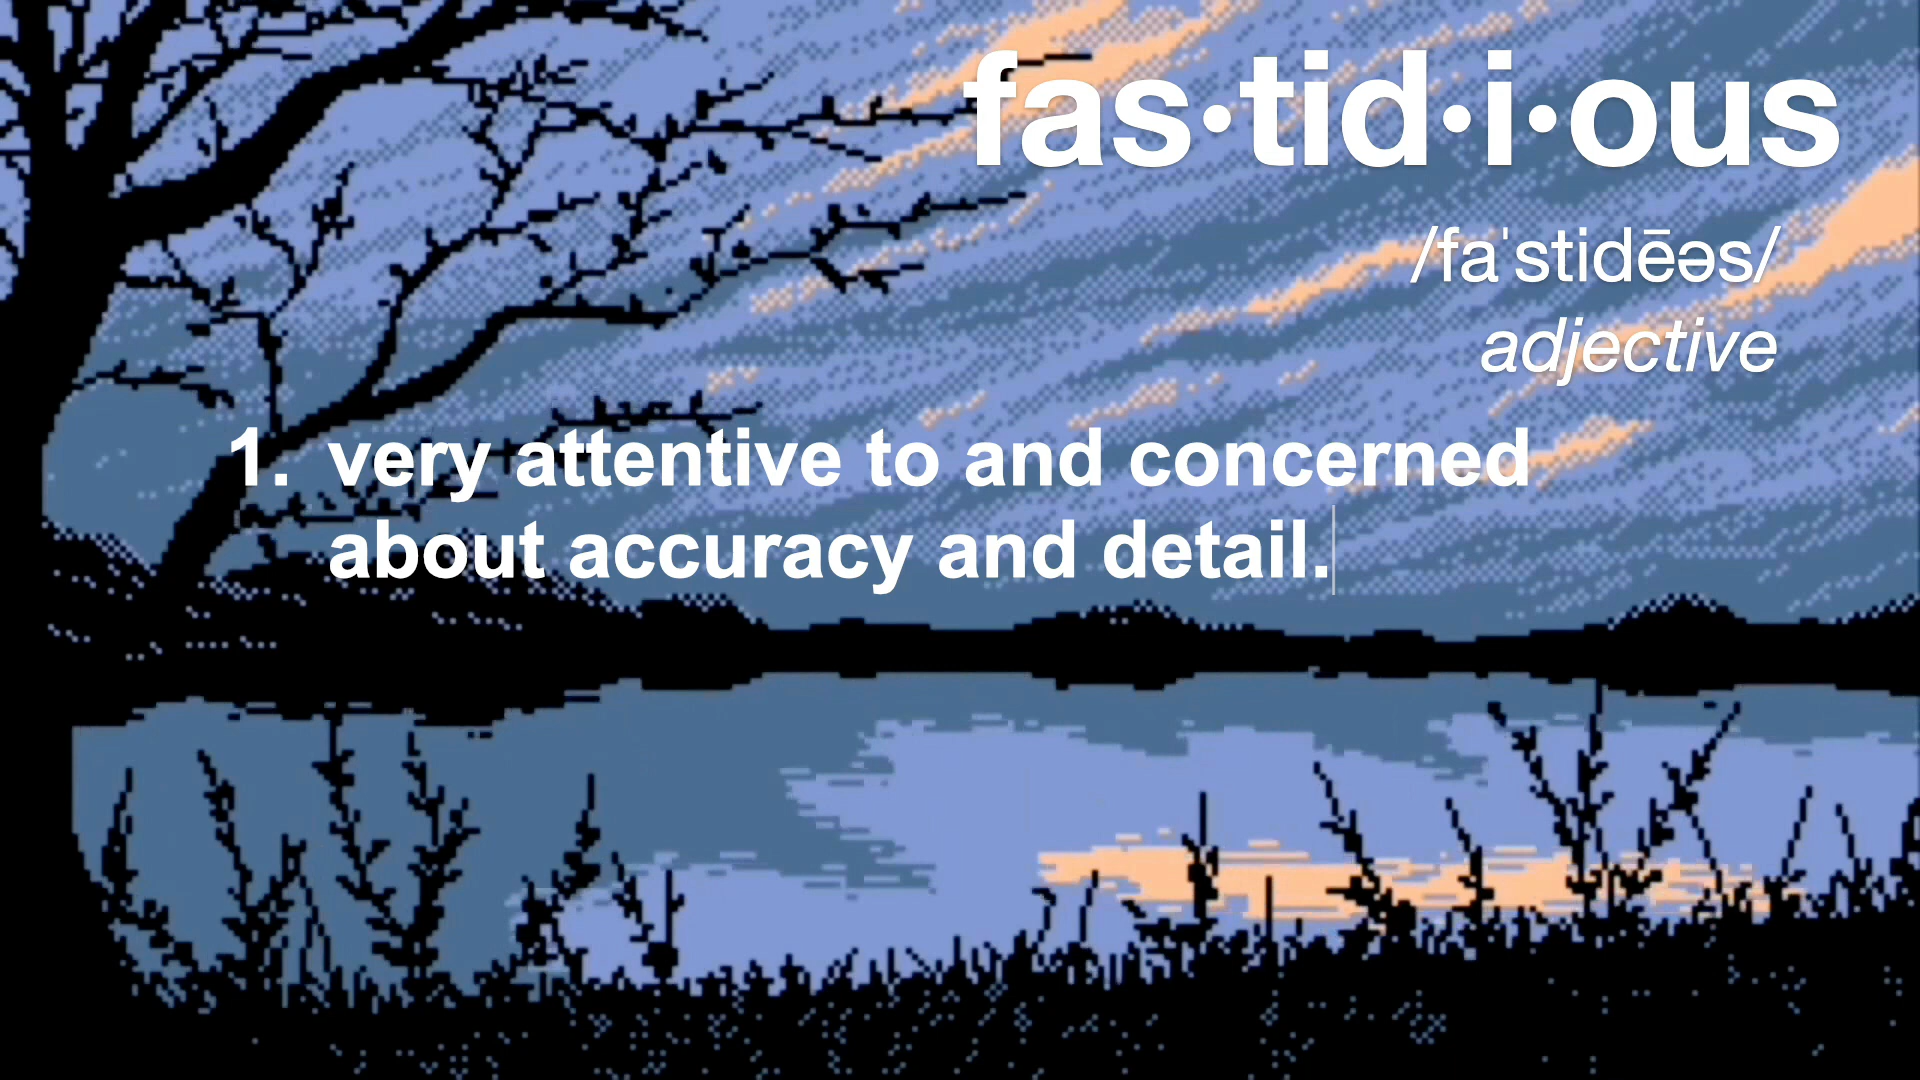 fas·tid·i·ous
/faˈstidēəs/
adjective
1. very attentive to and concerned
about accuracy and detail.